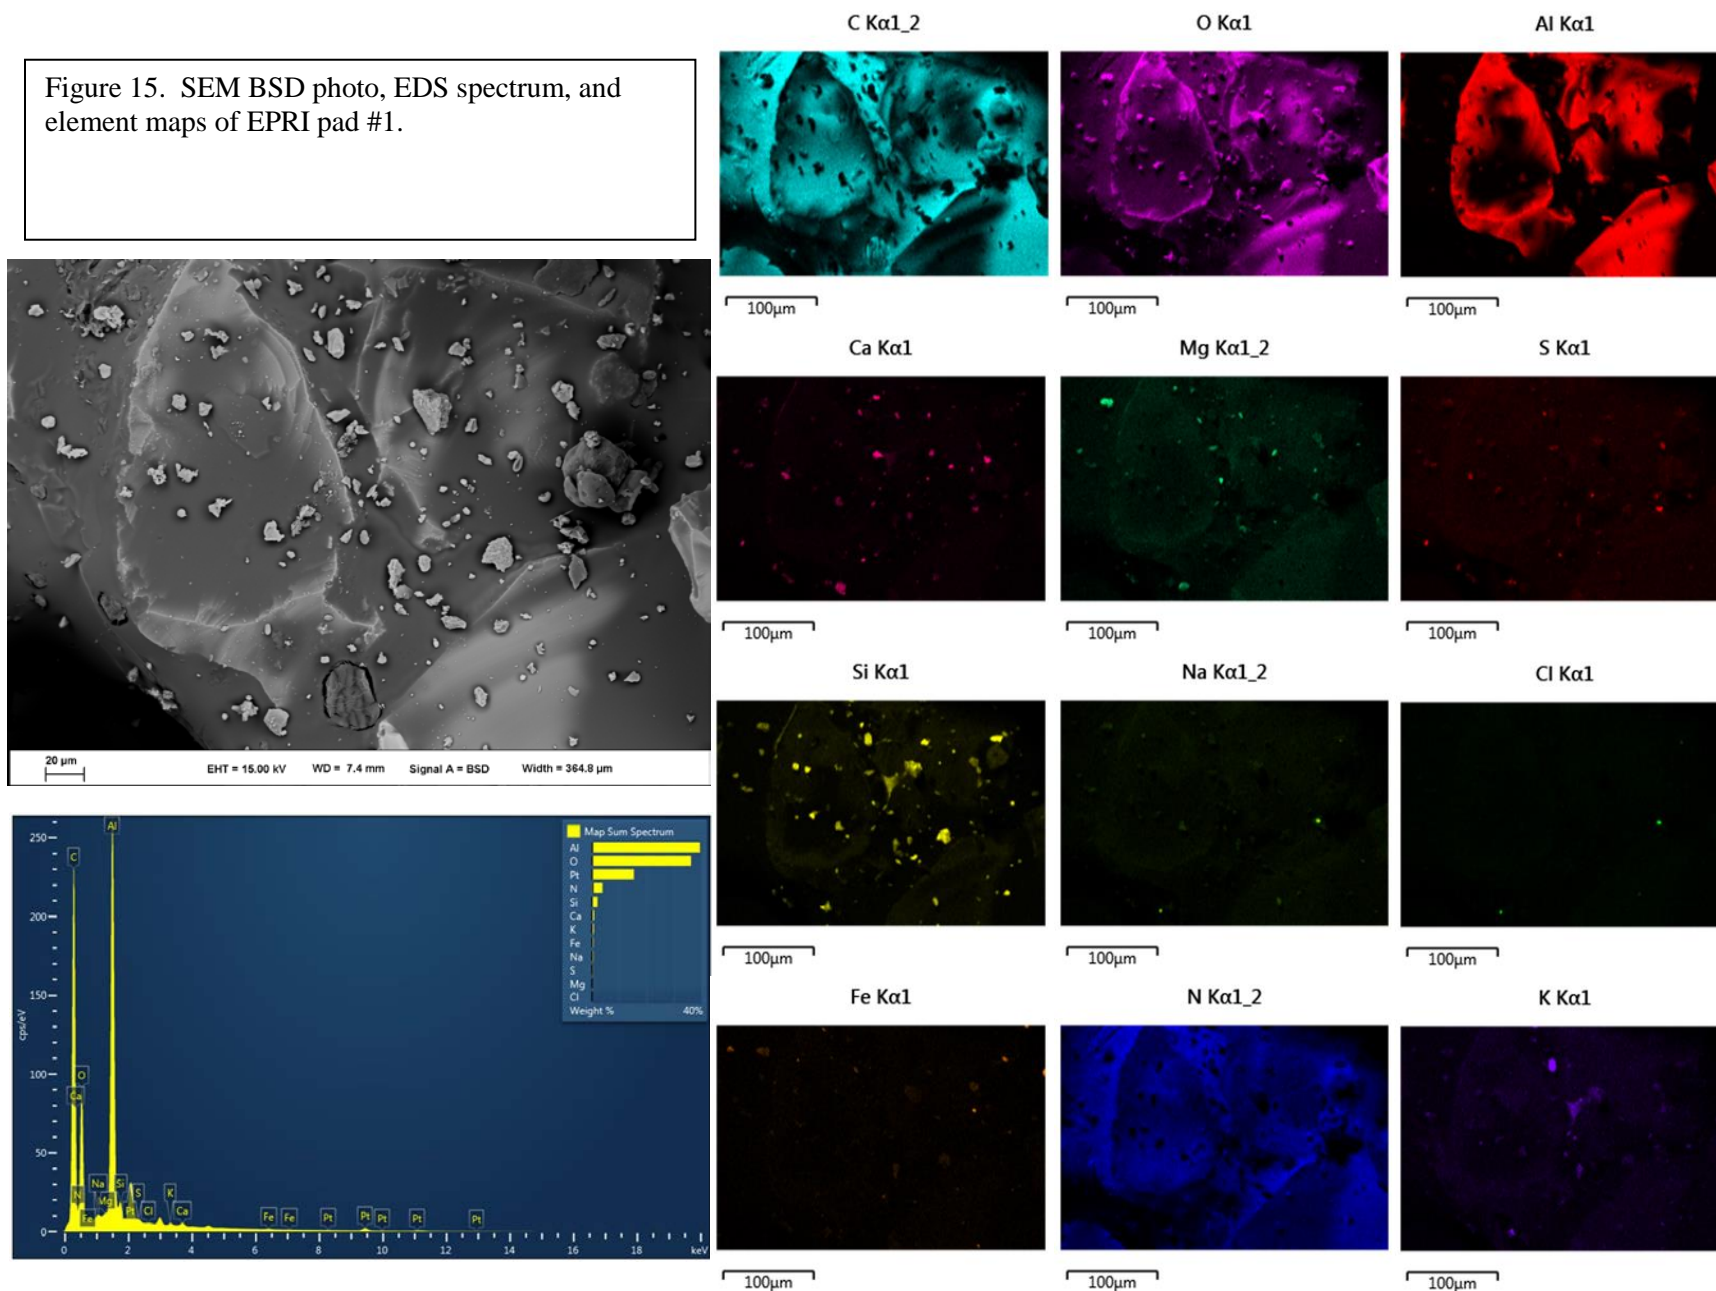 Figure 15.  SEM BSD photo, EDS spectrum, and
element maps of EPRI pad #1.
20 µm
EHT = 15.00 kV
WD = 7.4 mm
Signal A = BSD
Width = 364.8 µm
Map Sum Spectrum
Al
O
Pt
N
Si
Ca
K
Fe
Na
S
Mg
Cl
Weight %
40%
cps/eV
250
200
150
100
50
0
C
Al
O
Ca
N
Fe
Na
Mg
Si
Pt
S
Cl
K
Ca
Fe
Fe
Pt
Pt
Pt
Pt
Pt
0
2
4
6
8
10
12
14
16
18
keV
C Kα1_2
O Kα1
Al Kα1
100µm
100µm
100µm
Ca Kα1
Mg Kα1_2
S Kα1
100µm
100µm
100µm
Si Kα1
Na Kα1_2
Cl Kα1
100µm
100µm
100µm
Fe Kα1
N Kα1_2
K Kα1
100µm
100µm
100µm